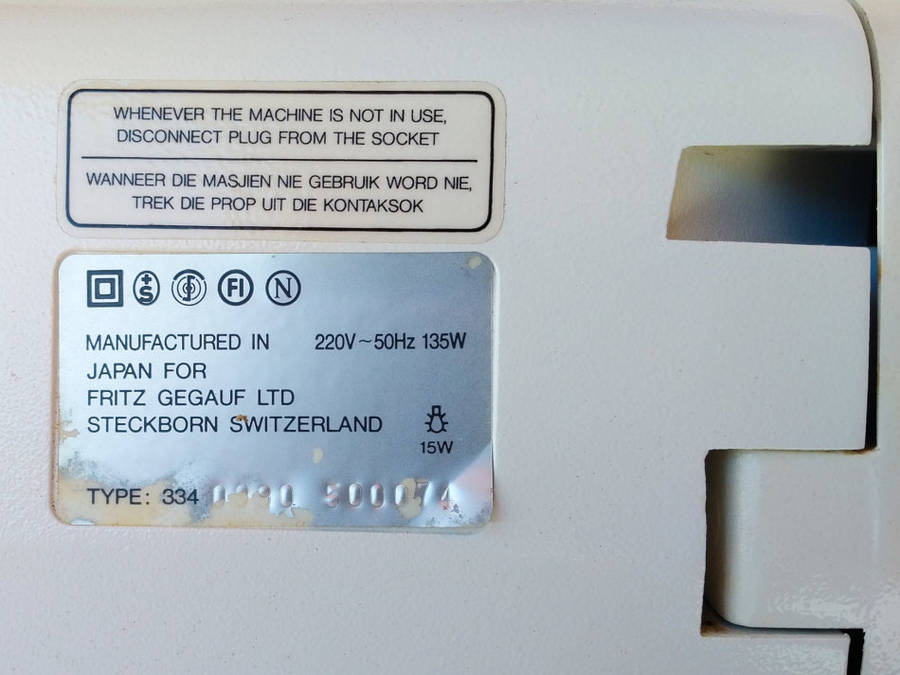 WHENEVER THE MACHINE IS NOT IN USE,
DISCONNECT PLUG FROM THE SOCKET
WANNEER DIE MASJIEN NIE GEBRUIK WORD NIE,
TREK DIE PROP UIT DIE KONTAKSOK
+S FI N
MANUFACTURED IN 220V~50Hz 135W
JAPAN FOR
FRITZ GEGAUF LTD
STECKBORN SWITZERLAND
15W
TYPE: 334